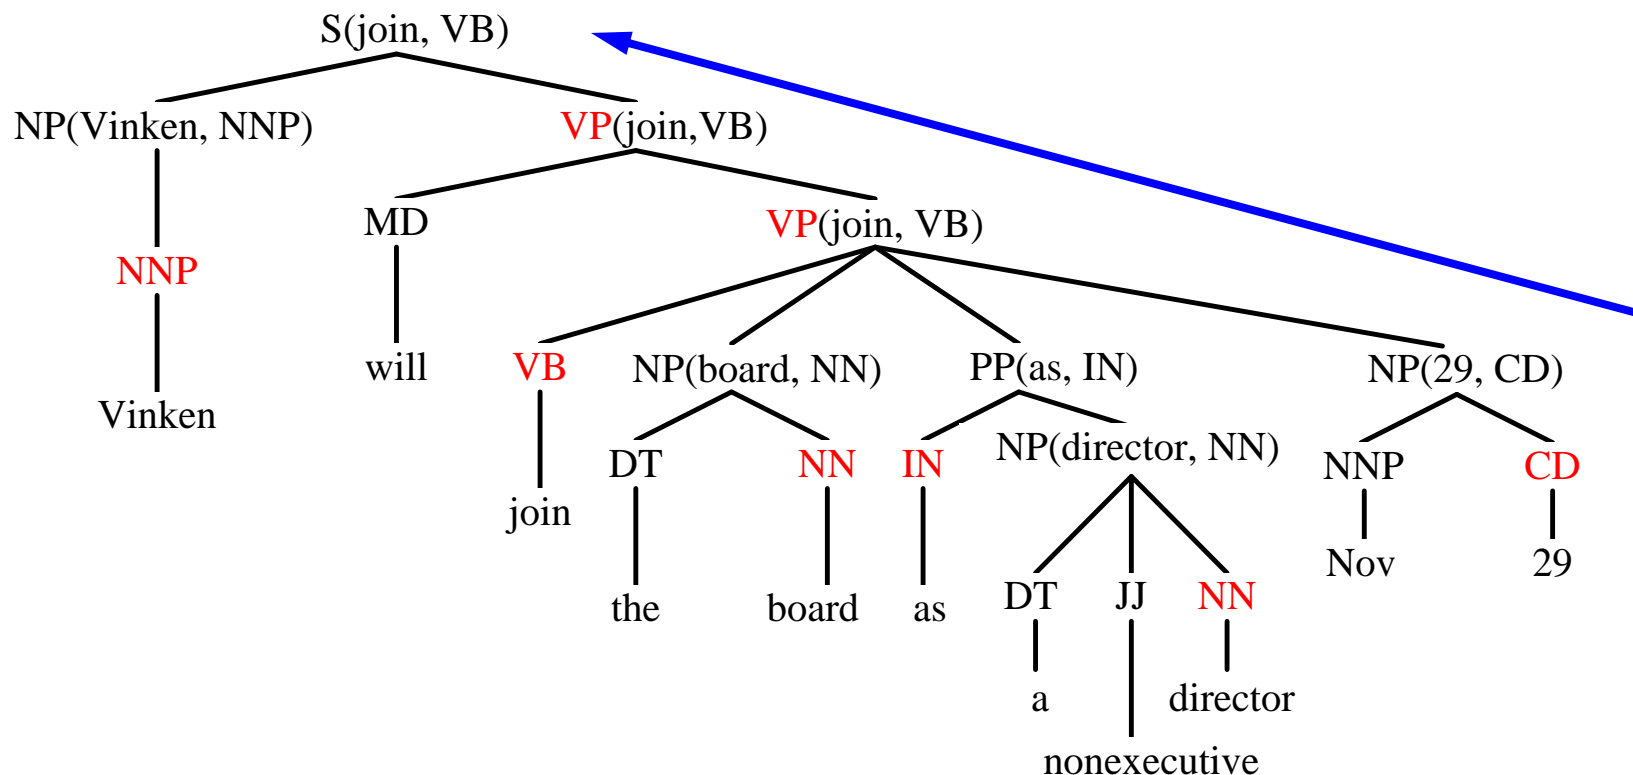 S(join, VB)
NP(Vinken, NNP) VP(join,VB)
MD VP(join, VB)
NNP
will VB NP(board, NN) PP(as, IN) NP(29, CD)
Vinken
DT NN IN NP(director, NN) NNP CD
join
Nov 29
the board as DT JJ NN
a director
nonexecutive